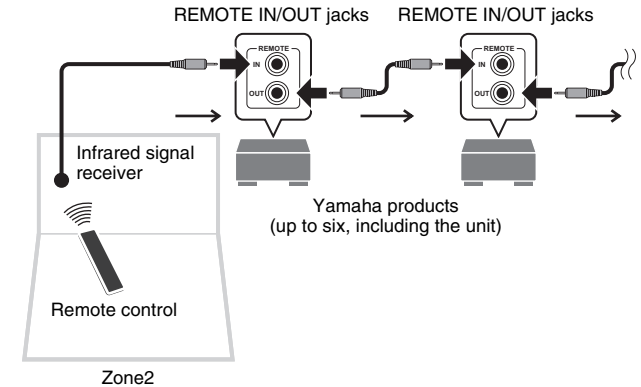 REMOTE IN/OUT jacks
REMOTE IN/OUT jacks
REMOTE
IN
OUT
REMOTE
IN
OUT
Infrared signal
receiver
Yamaha products
(up to six, including the unit)
Remote control
Zone2